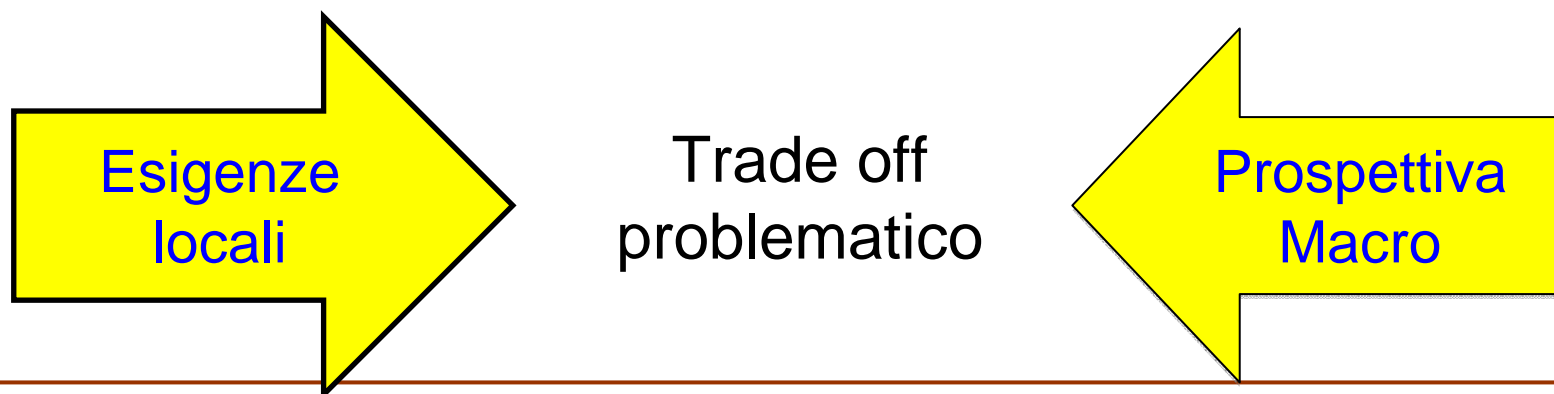 Esigenze
locali
Trade off
problematico
Prospettiva
Macro